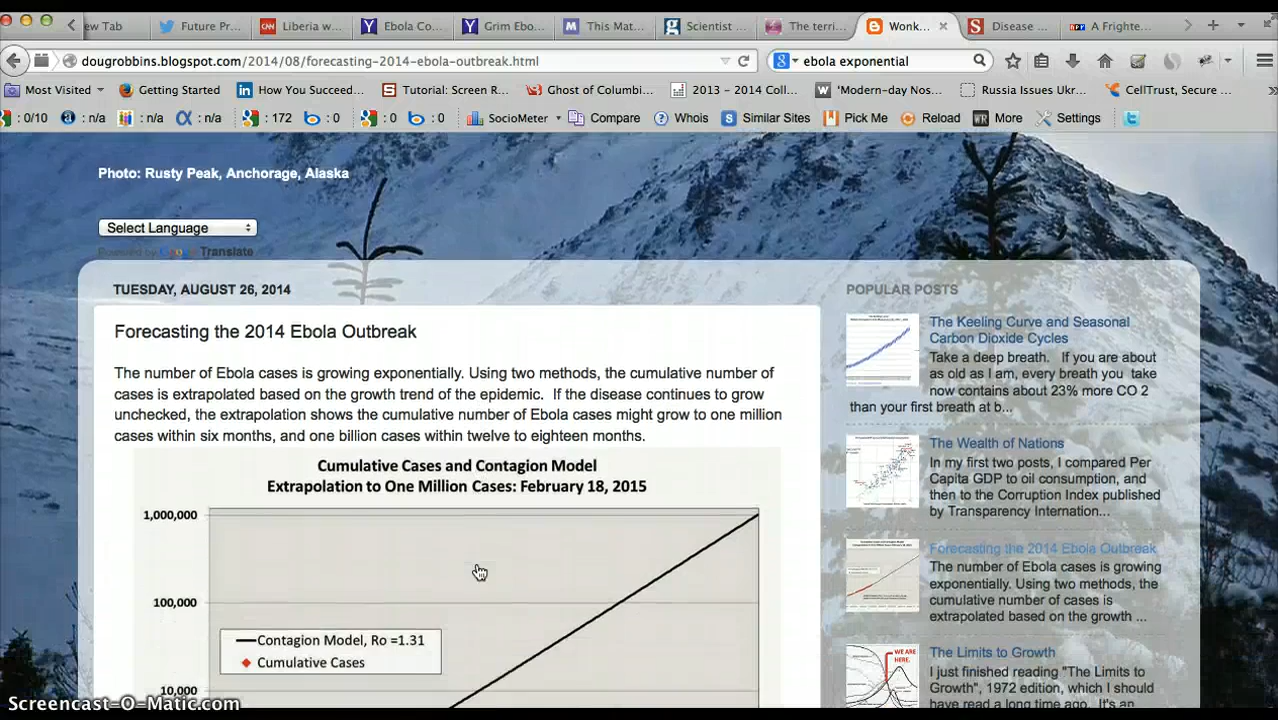 ew Tab
Future Pr...
Liberia w...
Ebola Co...
Grim Ebo...
This Mat...
Scientist ...
The terri...
Wonk...
Disease ...
A Frighte...
dougrobbins.blogspot.com/2014/08/forecasting-2014-ebola-outbreak.html
ebola exponential
Most Visited
Getting Started
How You Succeed...
Tutorial: Screen R...
Ghost of Columbi...
2013 - 2014 Coll...
'Modern-day Nos...
Russia Issues Ukr...
CellTrust, Secure ...
: 0/10
: n/a
: n/a
: n/a
: 172
: 0
: 0
: 0
SocioMeter
Compare
Whois
Similar Sites
Pick Me
Reload
More
Settings
Photo: Rusty Peak, Anchorage, Alaska
Select Language
Powered by Google Translate
TUESDAY, AUGUST 26, 2014
Forecasting the 2014 Ebola Outbreak
The number of Ebola cases is growing exponentially. Using two methods, the cumulative number of
cases is extrapolated based on the growth trend of the epidemic. If the disease continues to grow
unchecked, the extrapolation shows the cumulative number of Ebola cases might grow to one million
cases within six months, and one billion cases within twelve to eighteen months.
Cumulative Cases and Contagion Model
Extrapolation to One Million Cases: February 18, 2015
1,000,000
100,000
Contagion Model, Ro =1.31
Cumulative Cases
10,000
POPULAR POSTS
The Keeling Curve and Seasonal
Carbon Dioxide Cycles
Take a deep breath. If you are about
as old as I am, every breath you take
now contains about 23% more CO 2
than your first breath at b...
The Wealth of Nations
In my first two posts, I compared Per
Capita GDP to oil consumption, and
then to the Corruption Index published
by Transparency Internation...
Forecasting the 2014 Ebola Outbreak
The number of Ebola cases is growing
exponentially. Using two methods, the
cumulative number of cases is
extrapolated based on the growth ...
WE ARE
HERE.
The Limits to Growth
I just finished reading "The Limits to
Growth", 1972 edition, which I should
have read a long time ago. It's an
Screencast-O-Matic.com